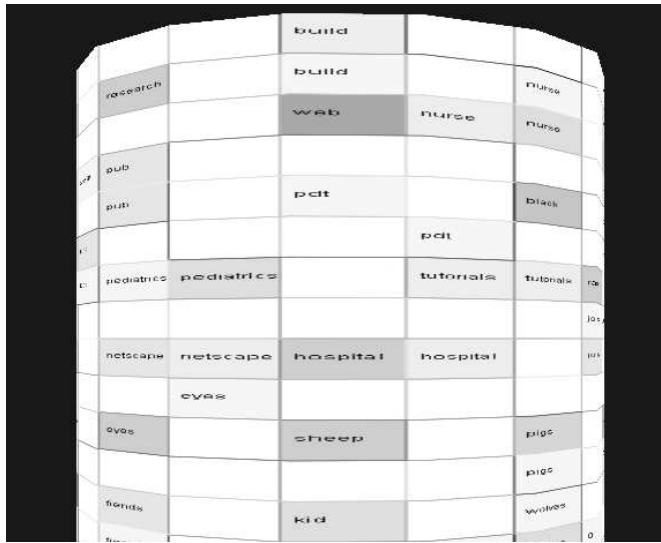 build
research build nurse
web nurse nurse
pub
pub pdt black
pdt
pediatrics pediatrics tutorials tutorials
netscape netscape hospital hospital
eyes
eyes sheep pigs
pigs
fiends kid wolves